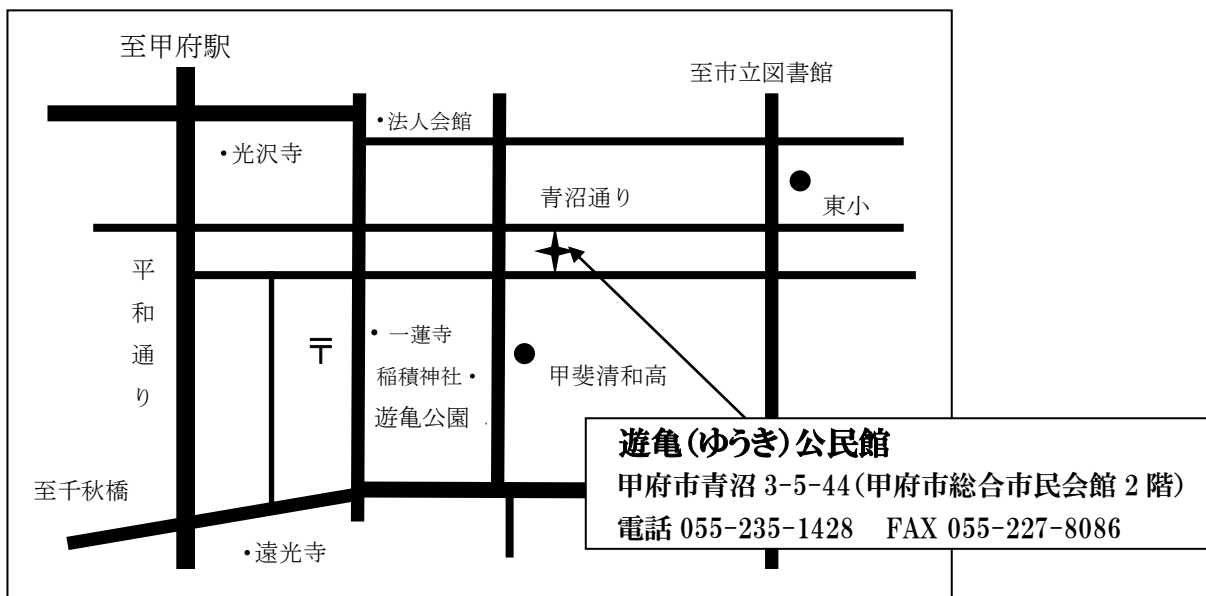 至甲府駅
至市立図書館
・法人会館
・光沢寺
青沼通り
東小
平和通り
〒
・一蓮寺
稲積神社・
甲斐清和高
遊亀公園
遊亀(ゆうき)公民館
甲府市青沼 3-5-44(甲府市総合市民会館 2 階)
至千秋橋
電話 055-235-1428 FAX 055-227-8086
・遠光寺